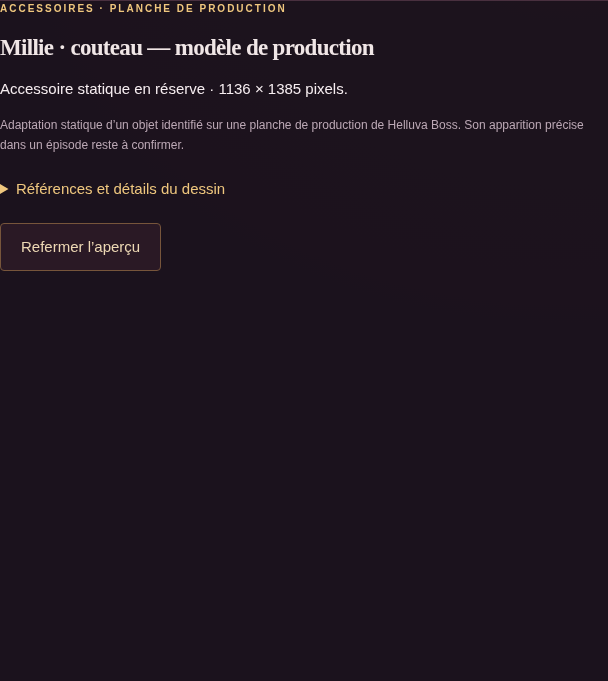 ACCESSOIRES · PLANCHE DE PRODUCTION
Millie · couteau — modèle de production
Accessoire statique en réserve · 1136 × 1385 pixels.
Adaptation statique d’un objet identifié sur une planche de production de Helluva Boss. Son apparition précise
dans un épisode reste à confirmer.
Références et détails du dessin
Refermer l’aperçu